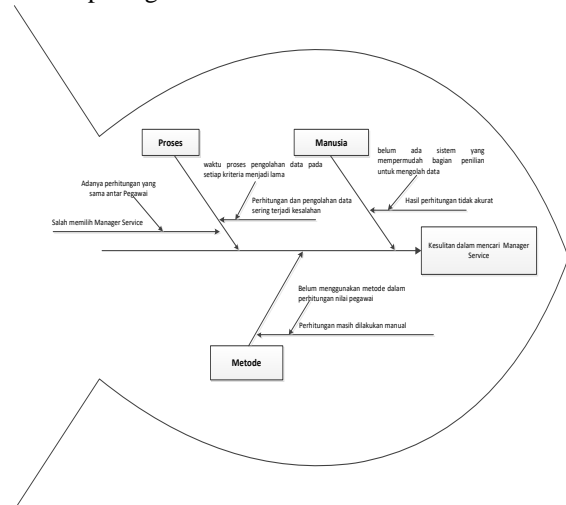 Proses
Manusia
waktu proses pengolahan data pada
setiap kriteria menjadi lama
belum ada sistem yang
mempermudah bagian penilian
untuk mengolah data
Adanya perhitungan yang
sama antar Pegawai
Perhitungan dan pengolahan data
sering terjadi kesalahan
Hasil perhitungan tidak akurat
Salah memilih Manager Service
Kesulitan dalam mencari Manager
Service
Belum menggunakan metode dalam
perhitungan nilai pegawai
Perhitungan masih dilakukan manual
Metode